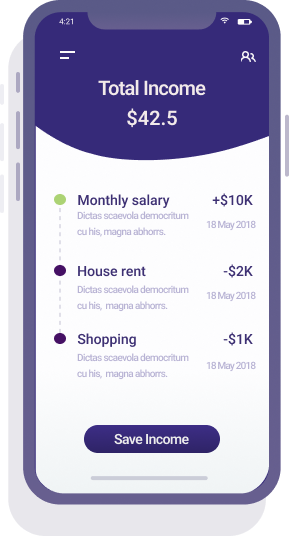 4:21
Total Income
$42.5
Monthly salary +$10K
Dictas scaevola democritum
cu his, magna abhorrs. 18 May 2018
House rent -$2K
Dictas scaevola democritum
cu his, magna abhorrs. 18 May 2018
Shopping -$1K
Dictas scaevola democritum
cu his, magna abhorrs. 18 May 2018
Save Income